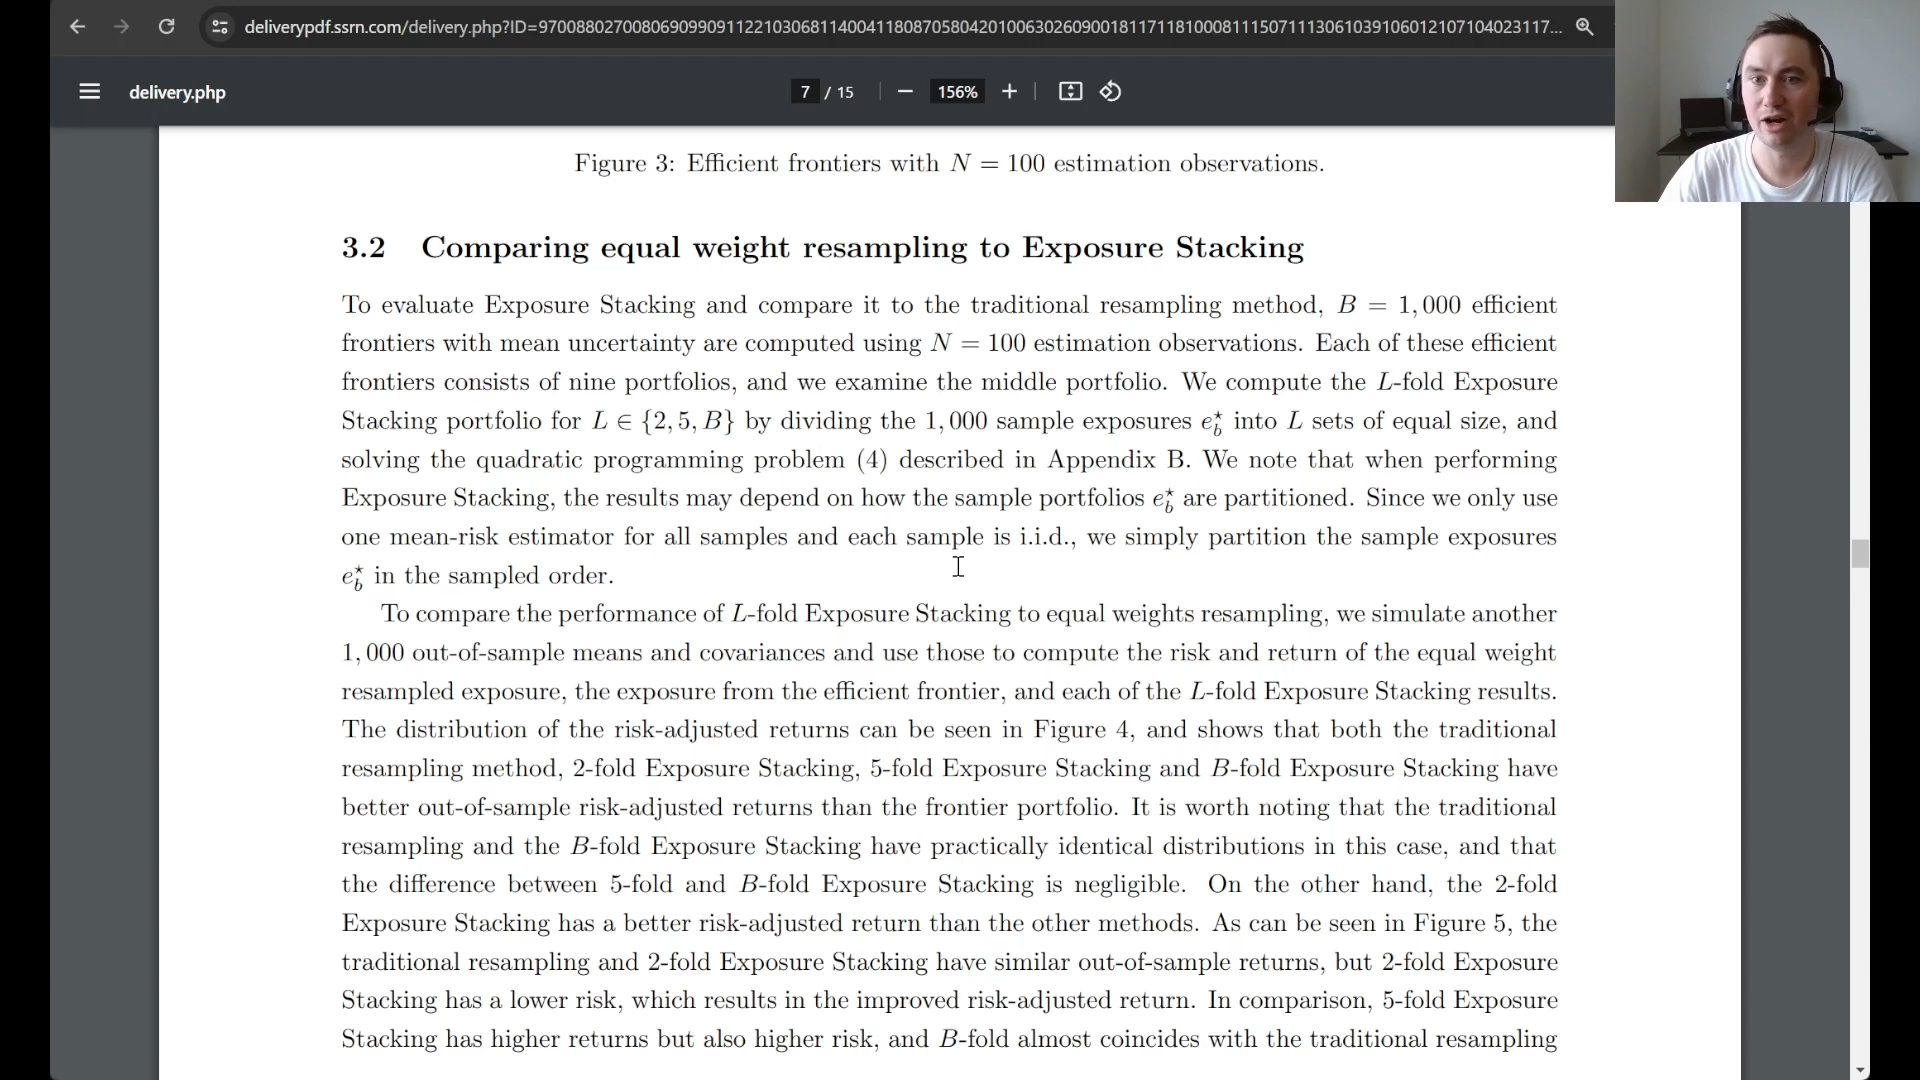 deliverypdf.ssrn.com/delivery.php?ID=970088027008069099091122103068114004118087058042010063026090018117118100081115071113061039106012107104023117...
delivery.php
7 / 15
156%
Figure 3: Efficient frontiers with N = 100 estimation observations.
3.2 Comparing equal weight resampling to Exposure Stacking
To evaluate Exposure Stacking and compare it to the traditional resampling method, B = 1,000 efficient
frontiers with mean uncertainty are computed using N = 100 estimation observations. Each of these efficient
frontiers consists of nine portfolios, and we examine the middle portfolio. We compute the L-fold Exposure
Stacking portfolio for L ∈ {2, 5, B} by dividing the 1,000 sample exposures e_b^⋆ into L sets of equal size, and
solving the quadratic programming problem (4) described in Appendix B. We note that when performing
Exposure Stacking, the results may depend on how the sample portfolios e_b^⋆ are partitioned. Since we only use
one mean-risk estimator for all samples and each sample is i.i.d., we simply partition the sample exposures
e_b^⋆ in the sampled order.
To compare the performance of L-fold Exposure Stacking to equal weights resampling, we simulate another
1,000 out-of-sample means and covariances and use those to compute the risk and return of the equal weight
resampled exposure, the exposure from the efficient frontier, and each of the L-fold Exposure Stacking results.
The distribution of the risk-adjusted returns can be seen in Figure 4, and shows that both the traditional
resampling method, 2-fold Exposure Stacking, 5-fold Exposure Stacking and B-fold Exposure Stacking have
better out-of-sample risk-adjusted returns than the frontier portfolio. It is worth noting that the traditional
resampling and the B-fold Exposure Stacking have practically identical distributions in this case, and that
the difference between 5-fold and B-fold Exposure Stacking is negligible. On the other hand, the 2-fold
Exposure Stacking has a better risk-adjusted return than the other methods. As can be seen in Figure 5, the
traditional resampling and 2-fold Exposure Stacking have similar out-of-sample returns, but 2-fold Exposure
Stacking has a lower risk, which results in the improved risk-adjusted return. In comparison, 5-fold Exposure
Stacking has higher returns but also higher risk, and B-fold almost coincides with the traditional resampling